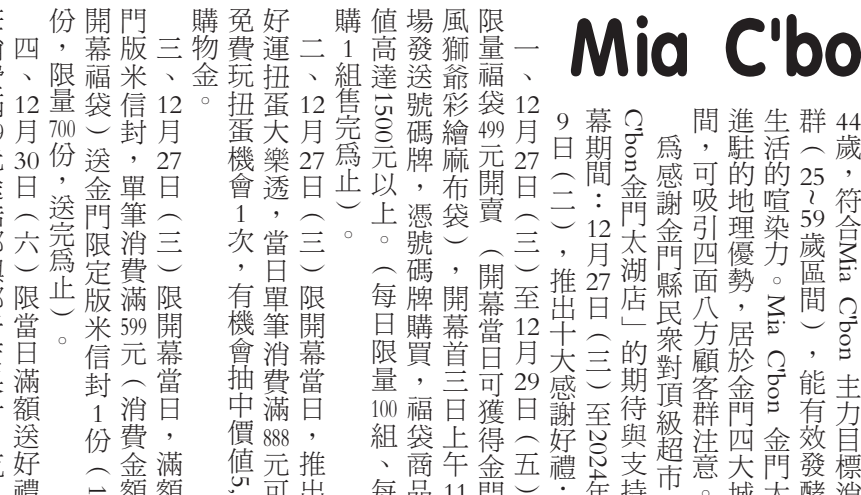 Mia C'bo
44歲，符合Mia C'bon 主力目標消
群（25~59歲區間），能有效發酵
生活的喧染力。Mia C'bon 金門太
進駐的地理優勢，居於金門四大城
間，可吸引四面八方顧客群注意。
爲感謝金門縣民衆對頂級超市
C'bon金門太湖店」的期待與支持
幕期間：12月27日（三）至2024年
9日（二），推出十大感謝好禮：
一、12月27日（三）至12月29日（五）
限量福袋499元開賣（開幕當日可獲得金門
風獅爺彩繪麻布袋），開幕首三日上午11
場發送號碼牌，憑號碼牌購買，福袋商品
值高達1500元以上。（每日限量100組、每
購1組售完爲止）。
二、12月27日（三）限開幕當日，推出
好運扭蛋大樂透，當日單筆消費滿888元可
免費玩扭蛋機會1次，有機會抽中價值5,
購物金。
三、12月27日（三）限開幕當日，滿額
門版米信封，單筆消費滿599元（消費金額
開幕福袋）送金門限定版米信封1份（1
份，限量700份，送完爲止）。
四、12月30日（六）限當日滿額送好禮